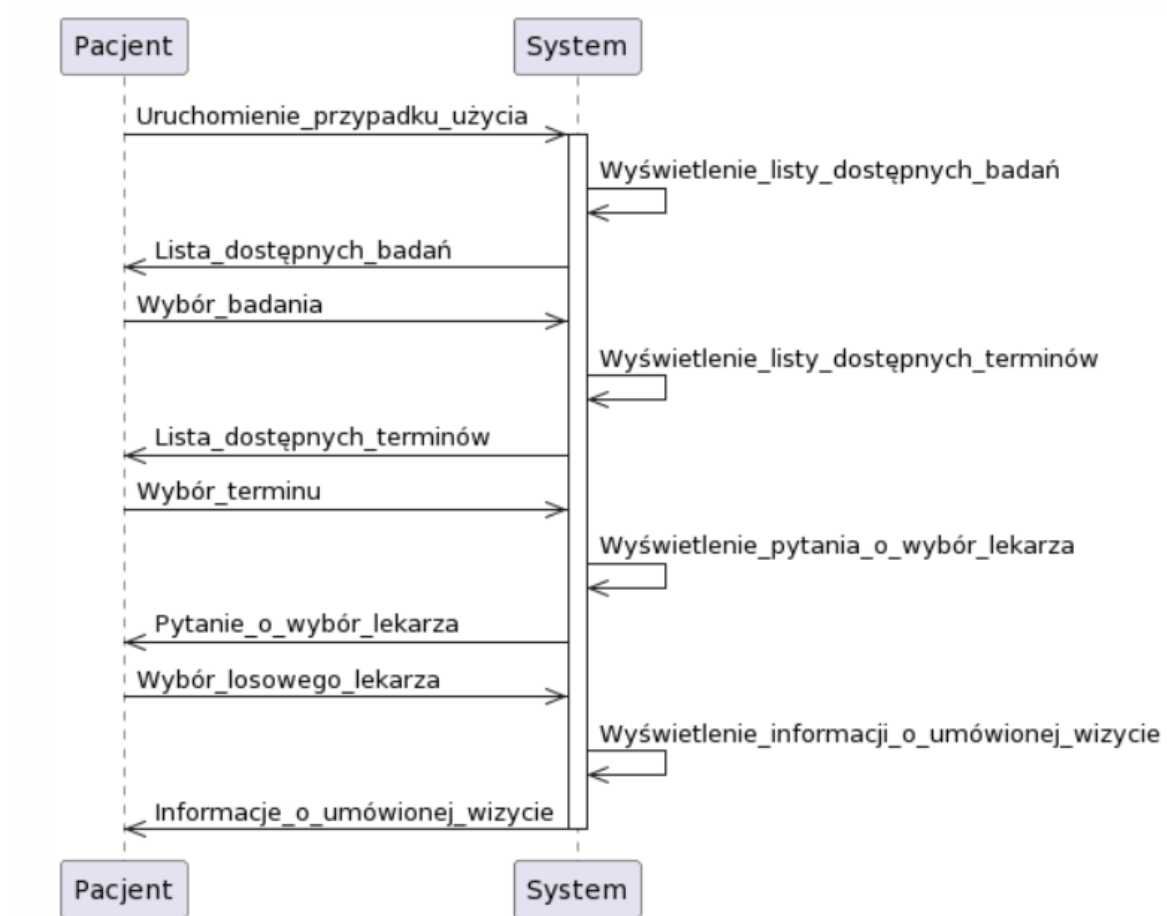 Pacjent
System
Uruchomienie_przypadku_użycia
Wyświetlenie_listy_dostępnych_badań
Lista_dostępnych_badań
Wybór_badania
Wyświetlenie_listy_dostępnych_terminów
Lista_dostępnych_terminów
Wybór_terminu
Wyświetlenie_pytania_o_wybór_lekarza
Pytanie_o_wybór_lekarza
Wybór_losowego_lekarza
Wyświetlenie_informacji_o_umówionej_wizycie
Informacje_o_umówionej_wizycie
Pacjent
System